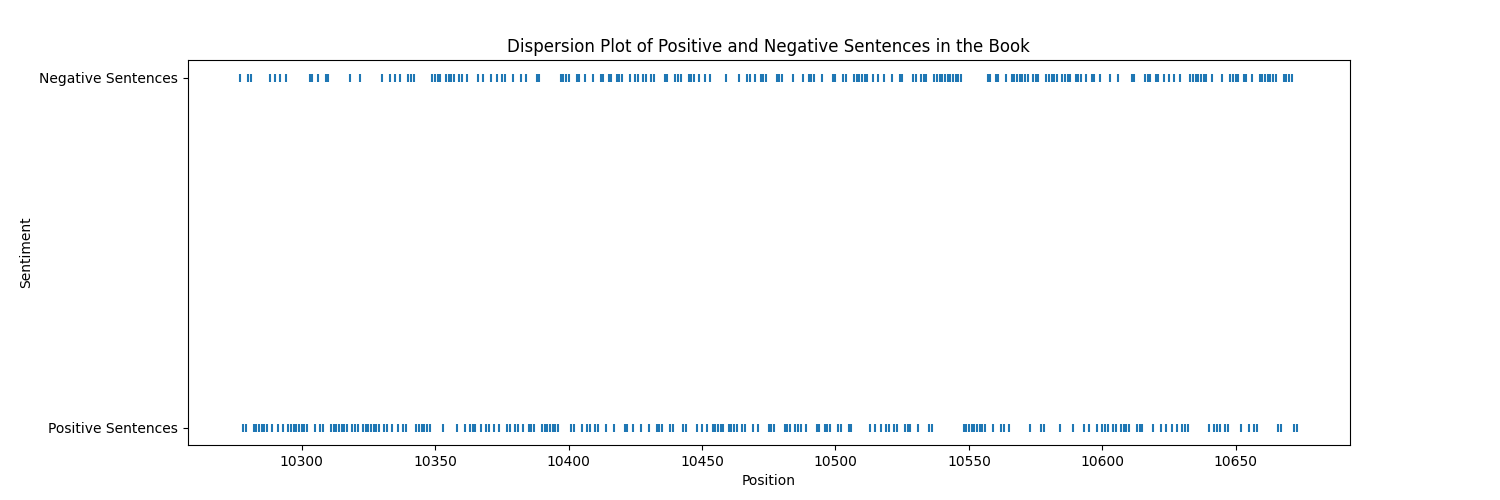 Dispersion Plot of Positive and Negative Sentences in the Book
Negative Sentences
Sentiment
Positive Sentences
10300 10350 10400 10450 10500 10550 10600 10650
Position